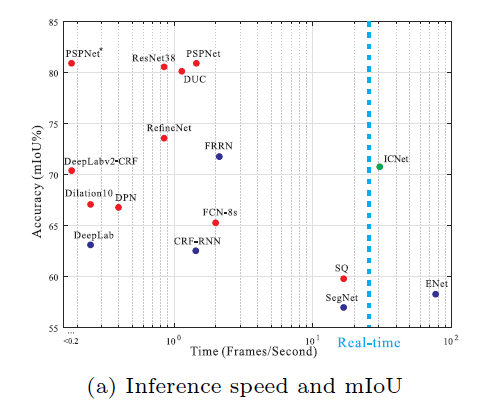 85
80
75
70
65
60
55
Accuracy (mIoU%)
PSPNet*
ResNet38
PSPNet
DUC
RefineNet
FRRN
ICNet
DeepLabv2-CRF
Dilation10
DPN
FCN-8s
DeepLab
CRF-RNN
SQ
SegNet
ENet
...
<0.2
10^0
10^1
10^2
Time (Frames/Second)
Real-time
(a) Inference speed and mIoU